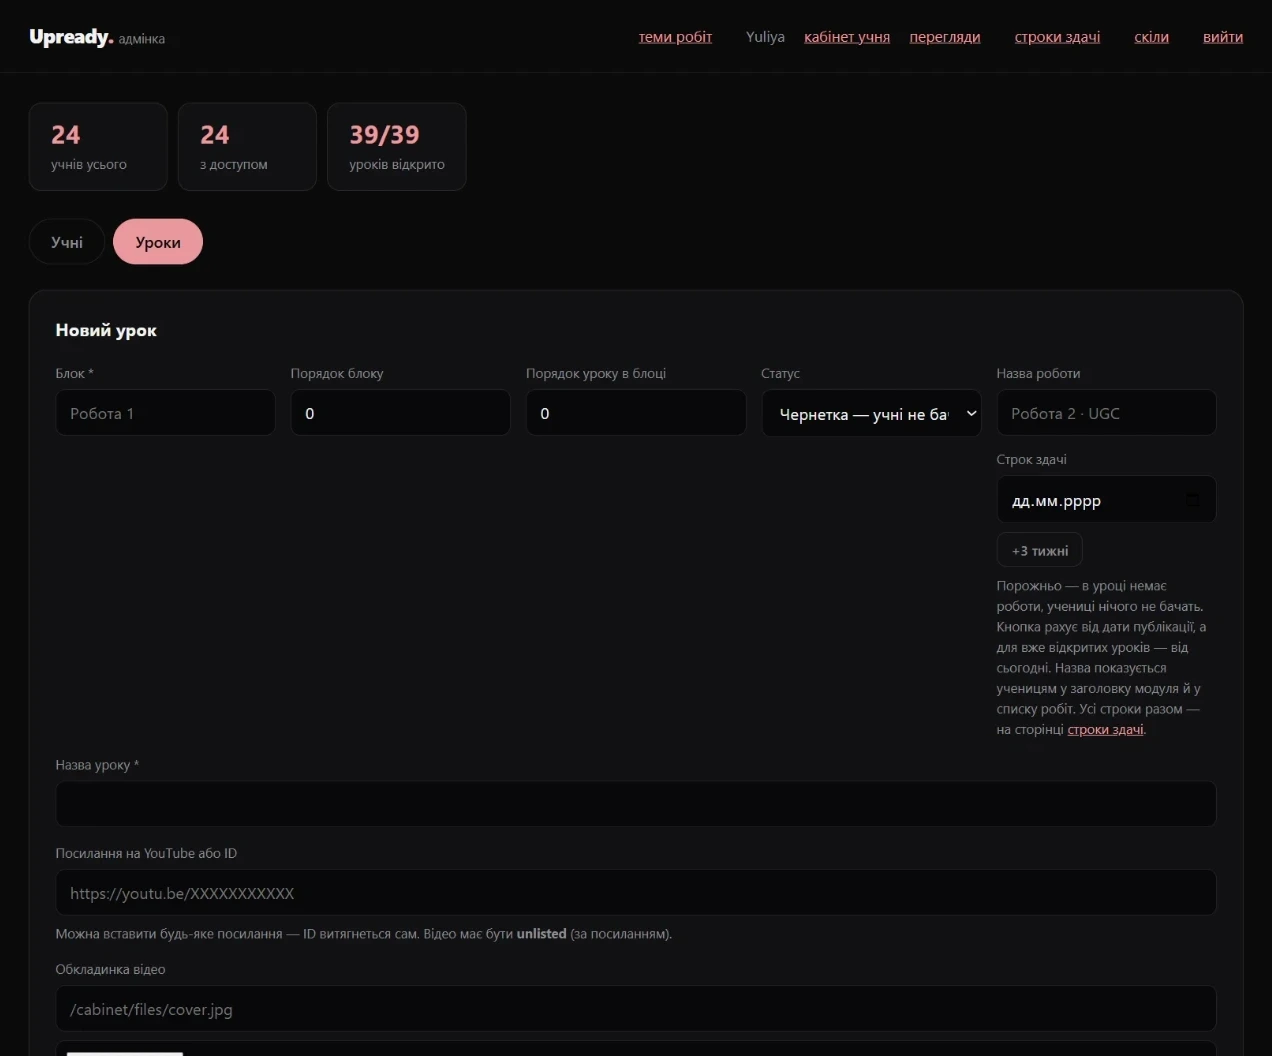 Upready. адмінка
теми робіт Yuliya кабінет учня перегляди строки здачі скіли вийти
24 24 39/39
учнів усього з доступом уроків відкрито
Учні Уроки
Новий урок
Блок * Порядок блоку Порядок уроку в блоці Статус Назва роботи
Робота 1 0 0 Чернетка — учні не Робота 2 · UGC
Строк здачі
дд.мм.рррр
+3 тижні
Порожньо — в уроці немає
роботи, учениці нічого не бачать.
Кнопка рахує від дати публікації, а
для вже відкритих уроків — від
сьогодні. Назва показується
ученицям у заголовку модуля й у
списку робіт. Усі строки разом —
на сторінці строки здачі.
Назва уроку *
Посилання на YouTube або ID
https://youtu.be/XXXXXXXXXXX
Можна вставити будь-яке посилання — ID витягнеться сам. Відео має бути unlisted (за посиланням).
Обкладинка відео
/cabinet/files/cover.jpg